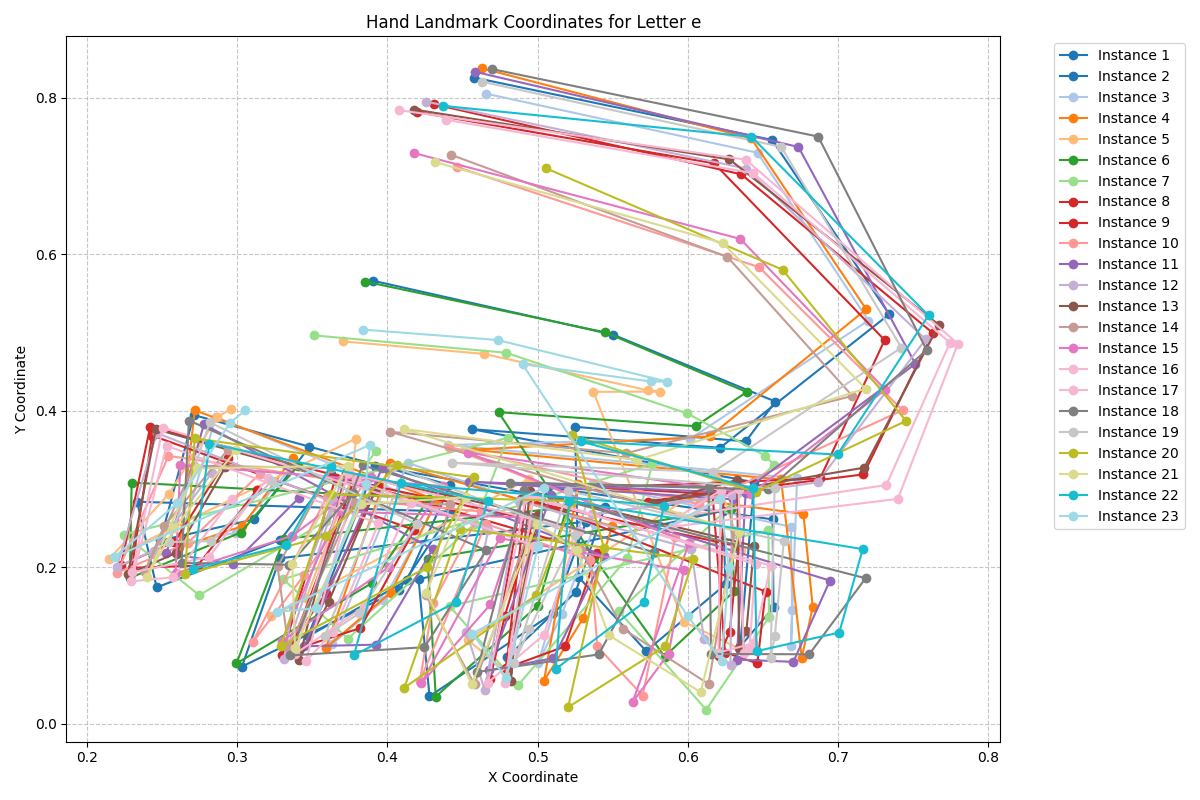 Hand Landmark Coordinates for Letter e
Y Coordinate
0.8
0.6
0.4
0.2
0.0
0.2
0.3
0.4
0.5
0.6
0.7
0.8
X Coordinate
Instance 1
Instance 2
Instance 3
Instance 4
Instance 5
Instance 6
Instance 7
Instance 8
Instance 9
Instance 10
Instance 11
Instance 12
Instance 13
Instance 14
Instance 15
Instance 16
Instance 17
Instance 18
Instance 19
Instance 20
Instance 21
Instance 22
Instance 23